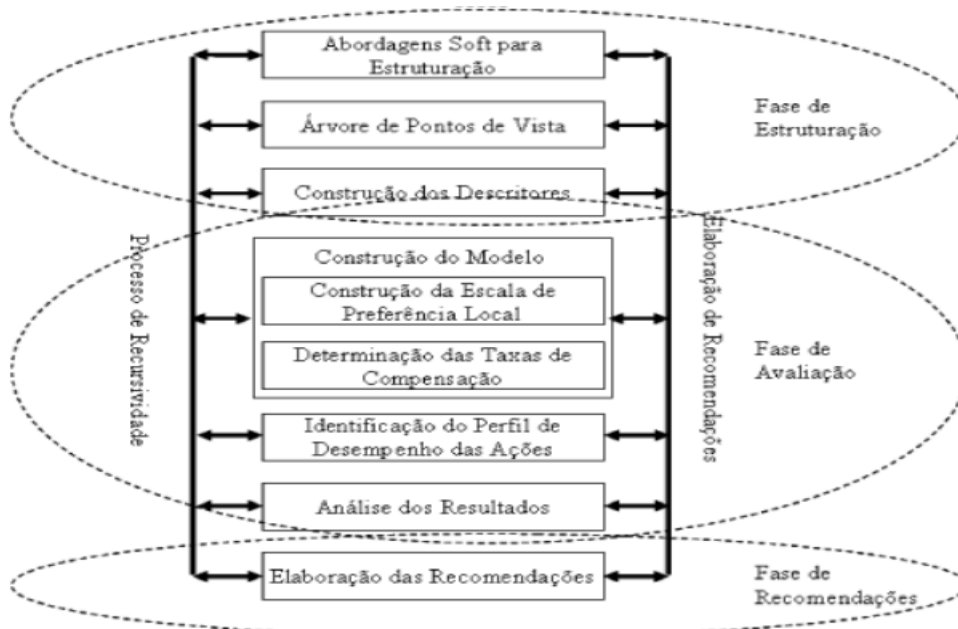 Abordagens Soft para
Estruturação
Árvore de Pontos de Vista
Fase de
Estruturação
Construção dos Descritores
Processo de Recursividade
Elaboração de Recomendações
Construção do Modelo
Construção da Escala de
Preferência Local
Determinação das Taxas de
Compensação
Fase de
Avaliação
Identificação do Perfil de
Desempenho das Ações
Análise dos Resultados
Elaboração das Recomendações
Fase de
Recomendações